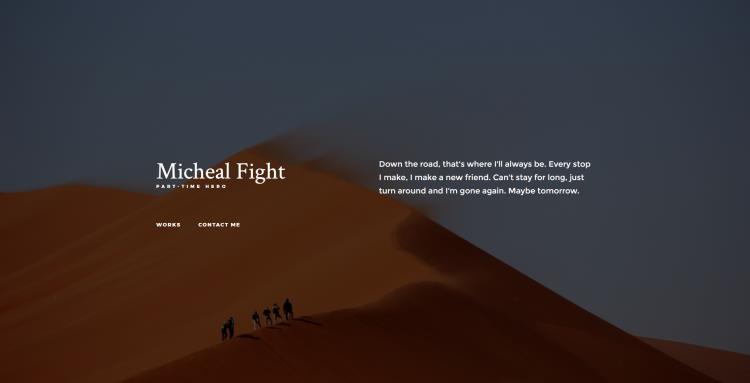 Micheal Fight
PART-TIME HERO
Down the road, that's where I'll always be. Every stop
I make, I make a new friend. Can't stay for long, just
turn around and I'm gone again. Maybe tomorrow.
WORKS
CONTACT ME